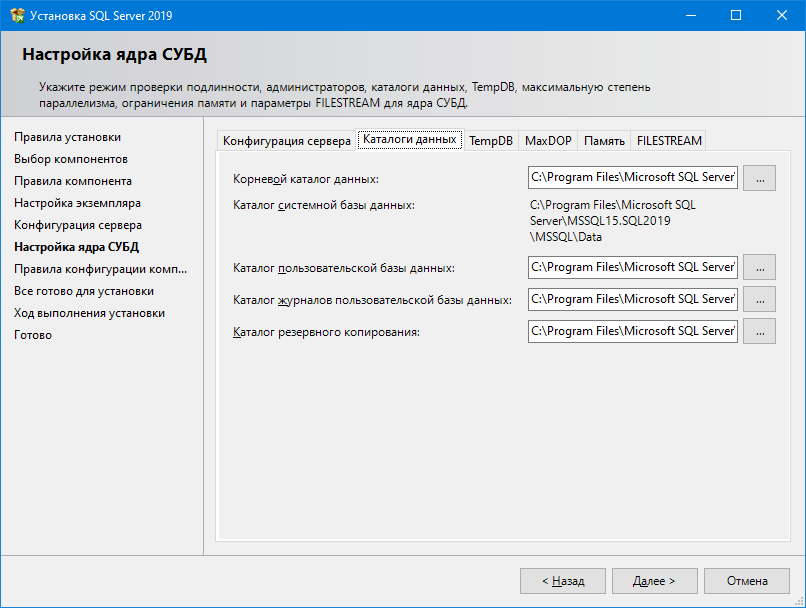 Установка SQL Server 2019
Настройка ядра СУБД
Укажите режим проверки подлинности, администраторов, каталоги данных, TempDB, максимальную степень
параллелизма, ограничения памяти и параметры FILESTREAM для ядра СУБД.
Правила установки
Выбор компонентов
Правила компонента
Настройка экземпляра
Конфигурация сервера
Настройка ядра СУБД
Правила конфигурации комп...
Все готово для установки
Ход выполнения установки
Готово
Конфигурация сервера Каталоги данных TempDB MaxDOP Память FILESTREAM
Корневой каталог данных: C:\Program Files\Microsoft SQL Server\ ...
Каталог системной базы данных: C:\Program Files\Microsoft SQL
Server\MSSQL15.SQL2019
\MSSQL\Data
Каталог пользовательской базы данных: C:\Program Files\Microsoft SQL Server\ ...
Каталог журналов пользовательской базы данных: C:\Program Files\Microsoft SQL Server\ ...
Каталог резервного копирования: C:\Program Files\Microsoft SQL Server\ ...
< Назад Далее > Отмена